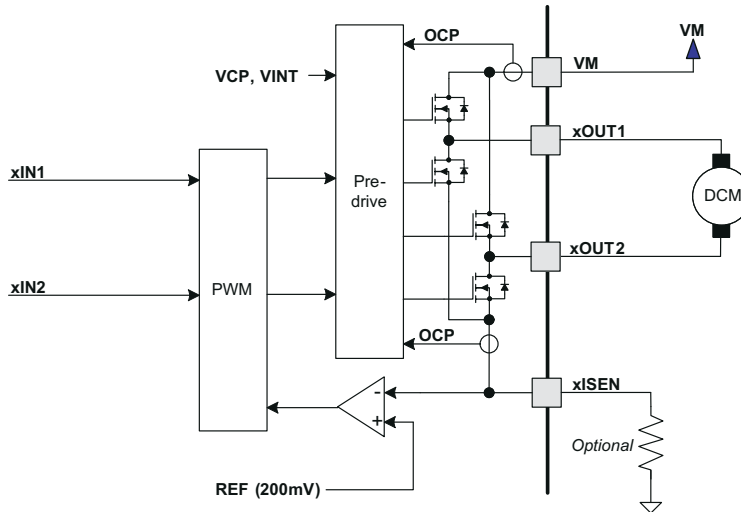 OCP
VM
VM
VCP, VINT
xOUT1
xIN1
Pre-
drive
DCM
xOUT2
xIN2
PWM
OCP
xISEN
-
+
Optional
REF (200mV)